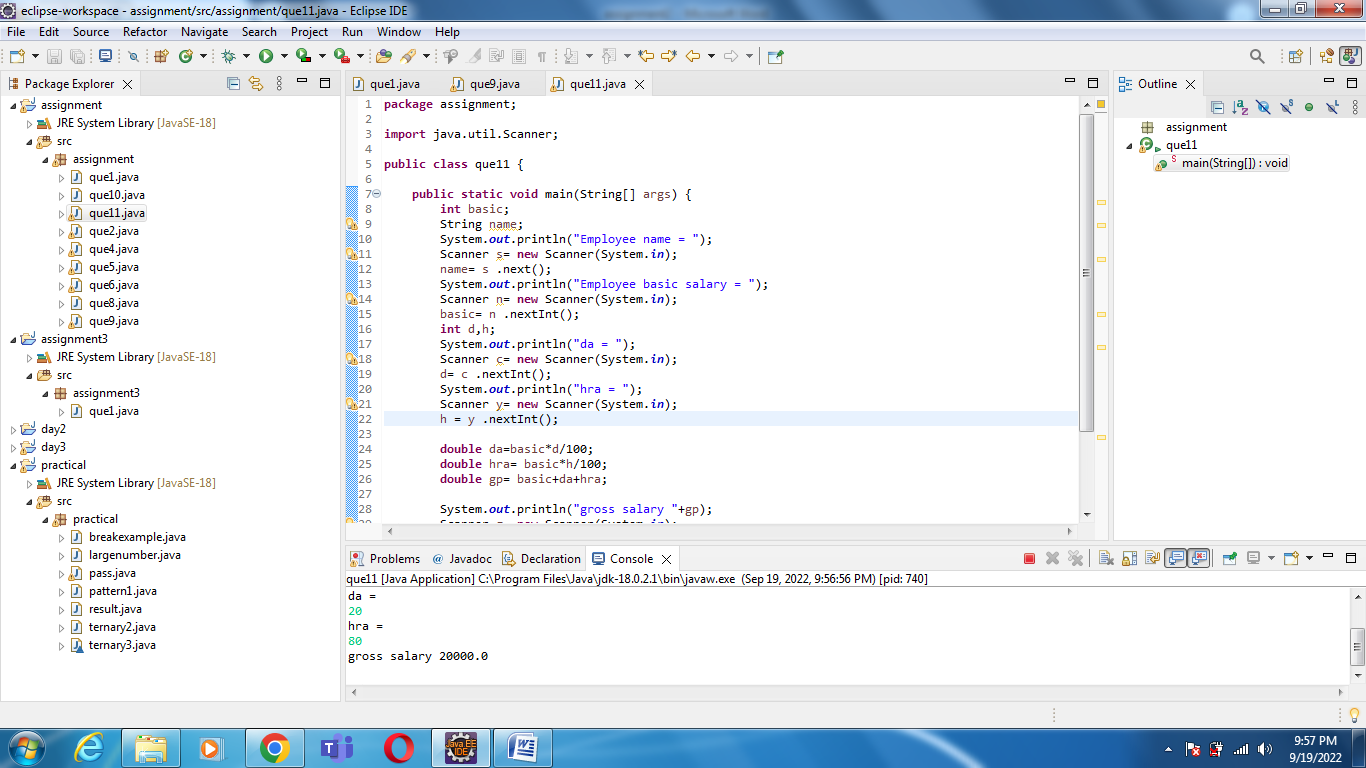 eclipse-workspace - assignment/src/assignment/que11.java - Eclipse IDE
File Edit Source Refactor Navigate Search Project Run Window Help
Package Explorer
assignment
JRE System Library [JavaSE-18]
src
assignment
que1.java
que10.java
que11.java
que2.java
que4.java
que5.java
que6.java
que8.java
que9.java
assignment3
JRE System Library [JavaSE-18]
src
assignment3
que1.java
day2
day3
practical
JRE System Library [JavaSE-18]
src
practical
breakexample.java
largenumber.java
pass.java
pattern1.java
result.java
ternary2.java
ternary3.java
que1.java que9.java que11.java
1 package assignment;
2
3 import java.util.Scanner;
4
5 public class que11 {
6
7 public static void main(String[] args) {
8 int basic;
9 String name;
10 System.out.println("Employee name = ");
11 Scanner s= new Scanner(System.in);
12 name= s .next();
13 System.out.println("Employee basic salary = ");
14 Scanner n= new Scanner(System.in);
15 basic= n .nextInt();
16 int d,h;
17 System.out.println("da = ");
18 Scanner c= new Scanner(System.in);
19 d= c .nextInt();
20 System.out.println("hra = ");
21 Scanner y= new Scanner(System.in);
22 h = y .nextInt();
23
24 double da=basic*d/100;
25 double hra= basic*h/100;
26 double gp= basic+da+hra;
27
28 System.out.println("gross salary "+gp);
Outline
assignment
que11
main(String[]) : void
Problems Javadoc Declaration Console
que11 [Java Application] C:\Program Files\Java\jdk-18.0.2.1\bin\javaw.exe (Sep 19, 2022, 9:56:56 PM) [pid: 740]
da =
20
hra =
80
gross salary 20000.0
Java EE
IDE
9:57 PM
9/19/2022